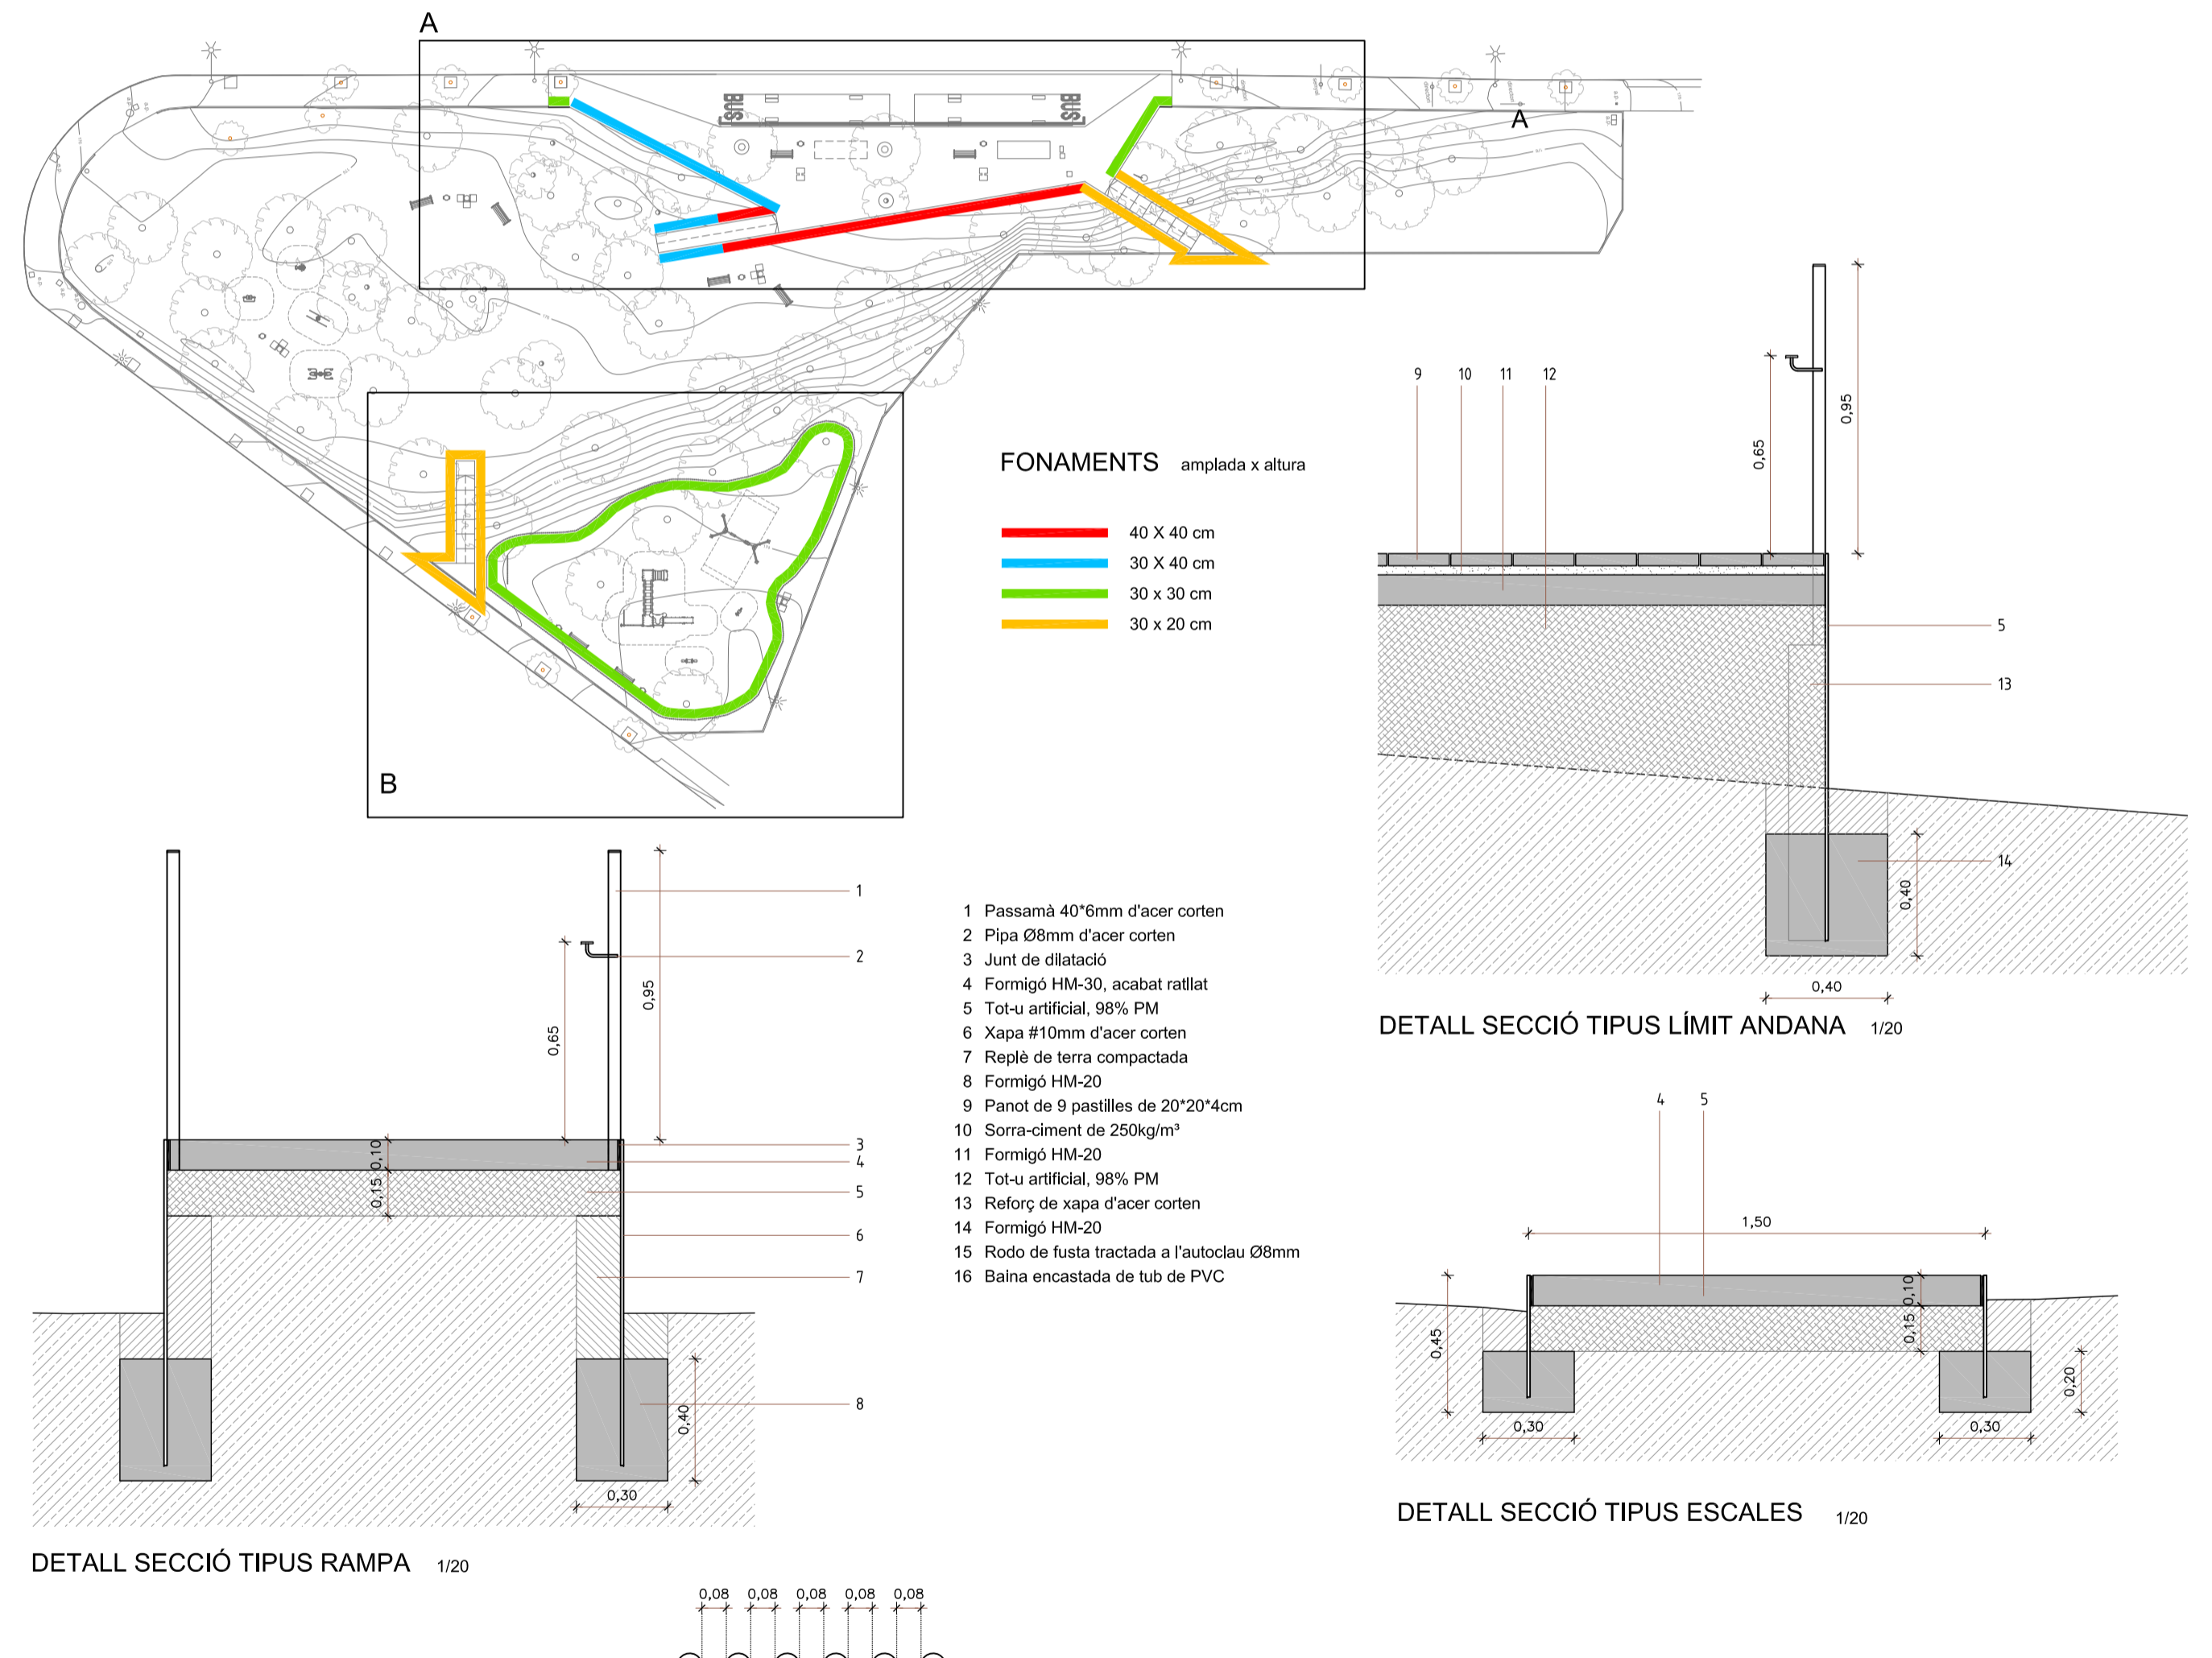 A
BUS
BUS
A
B
FONAMENTS amplada x altura
40 X 40 cm
30 X 40 cm
30 x 30 cm
30 x 20 cm
9 10 11 12
0,65
0,95
5
13
14
0,40
0,40
DETALL SECCIÓ TIPUS LÍMIT ANDANA 1/20
1
2
0,65
0,95
3
4
5
6
7
8
0,10
0,15
0,40
0,30
DETALL SECCIÓ TIPUS RAMPA 1/20
1 Passamà 40*6mm d'acer corten
2 Pipa Ø8mm d'acer corten
3 Junt de dilatació
4 Formigó HM-30, acabat ratllat
5 Tot-u artificial, 98% PM
6 Xapa #10mm d'acer corten
7 Replè de terra compactada
8 Formigó HM-20
9 Panot de 9 pastilles de 20*20*4cm
10 Sorra-ciment de 250kg/m³
11 Formigó HM-20
12 Tot-u artificial, 98% PM
13 Reforç de xapa d'acer corten
14 Formigó HM-20
15 Rodo de fusta tractada a l'autoclau Ø8mm
16 Baina encastada de tub de PVC
4 5
1,50
0,45
0,10
0,15
0,20
0,30
0,30
DETALL SECCIÓ TIPUS ESCALES 1/20
0,08 0,08 0,08 0,08 0,08